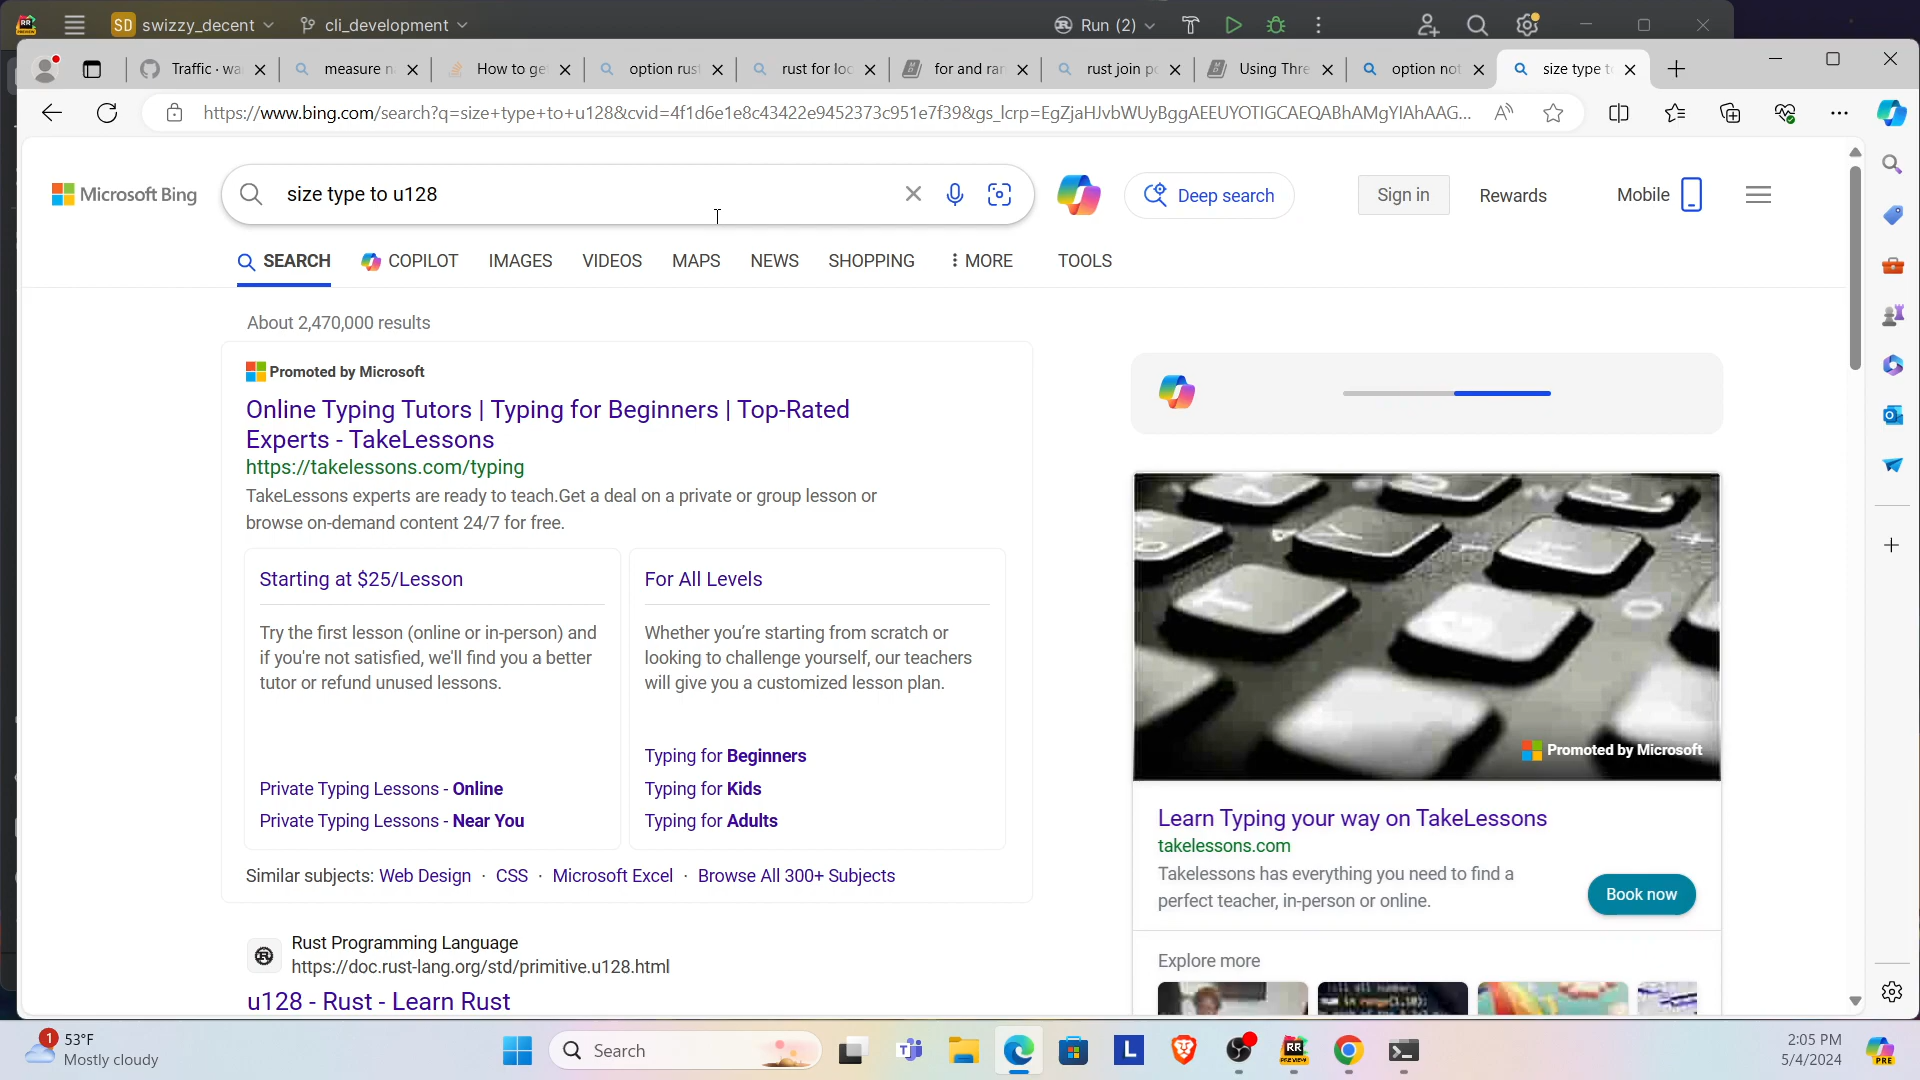 SD swizzy_decent cli_development Run (2)
Traffic · wa measure n How to ge option rus rust for loo for and ran rust join p Using Thre option not size type t
https://www.bing.com/search?q=size+type+to+u128&cvid=4f1d6e1e8c43422e9452373c951e7f39&gs_lcrp=EgZjaHJvbWUyBggAEEUYOTIGCAEQABhAMgYIAhAAG...
Microsoft Bing size type to u128 Deep search Sign in Rewards Mobile
SEARCH COPILOT IMAGES VIDEOS MAPS NEWS SHOPPING MORE TOOLS
About 2,470,000 results
Promoted by Microsoft
Online Typing Tutors | Typing for Beginners | Top-Rated
Experts - TakeLessons
https://takelessons.com/typing
TakeLessons experts are ready to teach.Get a deal on a private or group lesson or
browse on-demand content 24/7 for free.
Starting at $25/Lesson
Try the first lesson (online or in-person) and
if you're not satisfied, we'll find you a better
tutor or refund unused lessons.
Private Typing Lessons - Online
Private Typing Lessons - Near You
For All Levels
Whether you're starting from scratch or
looking to challenge yourself, our teachers
will give you a customized lesson plan.
Typing for Beginners
Typing for Kids
Typing for Adults
Similar subjects: Web Design · CSS · Microsoft Excel · Browse All 300+ Subjects
Rust Programming Language
https://doc.rust-lang.org/std/primitive.u128.html
u128 - Rust - Learn Rust
Promoted by Microsoft
Learn Typing your way on TakeLessons
takelessons.com
Takelessons has everything you need to find a
perfect teacher, in-person or online.
Book now
Explore more
1 53°F
Mostly cloudy
Search
2:05 PM
5/4/2024